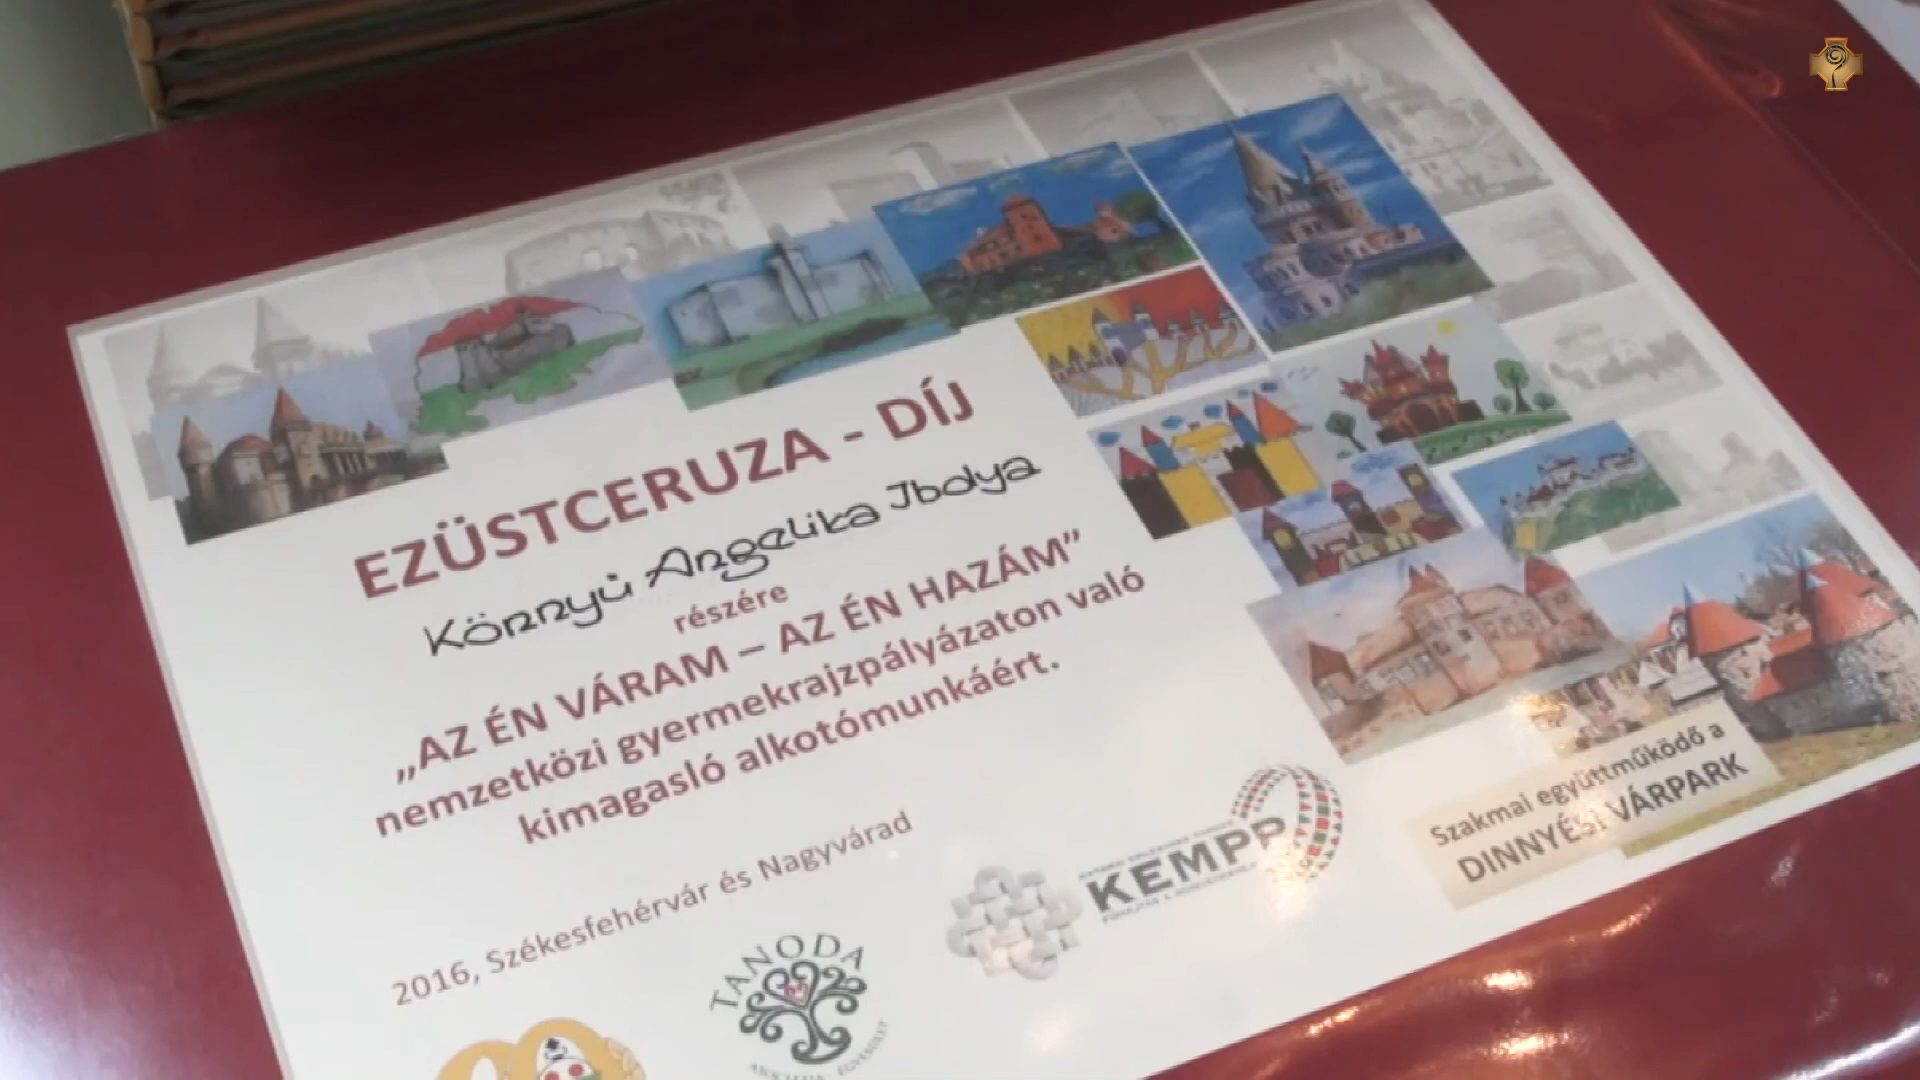 EZÜSTCERUZA - DÍJ
Könnyű Angelika Ibolya
részére
„AZ ÉN VÁRAM – AZ ÉN HAZÁM”
nemzetközi gyermekrajzpályázaton való
kimagasló alkotómunkáért.
2016, Székesfehérvár és Nagyvárad
TANODA
KEMPP
Szakmai együttműködő a
DINNYÉSI VÁRPARK